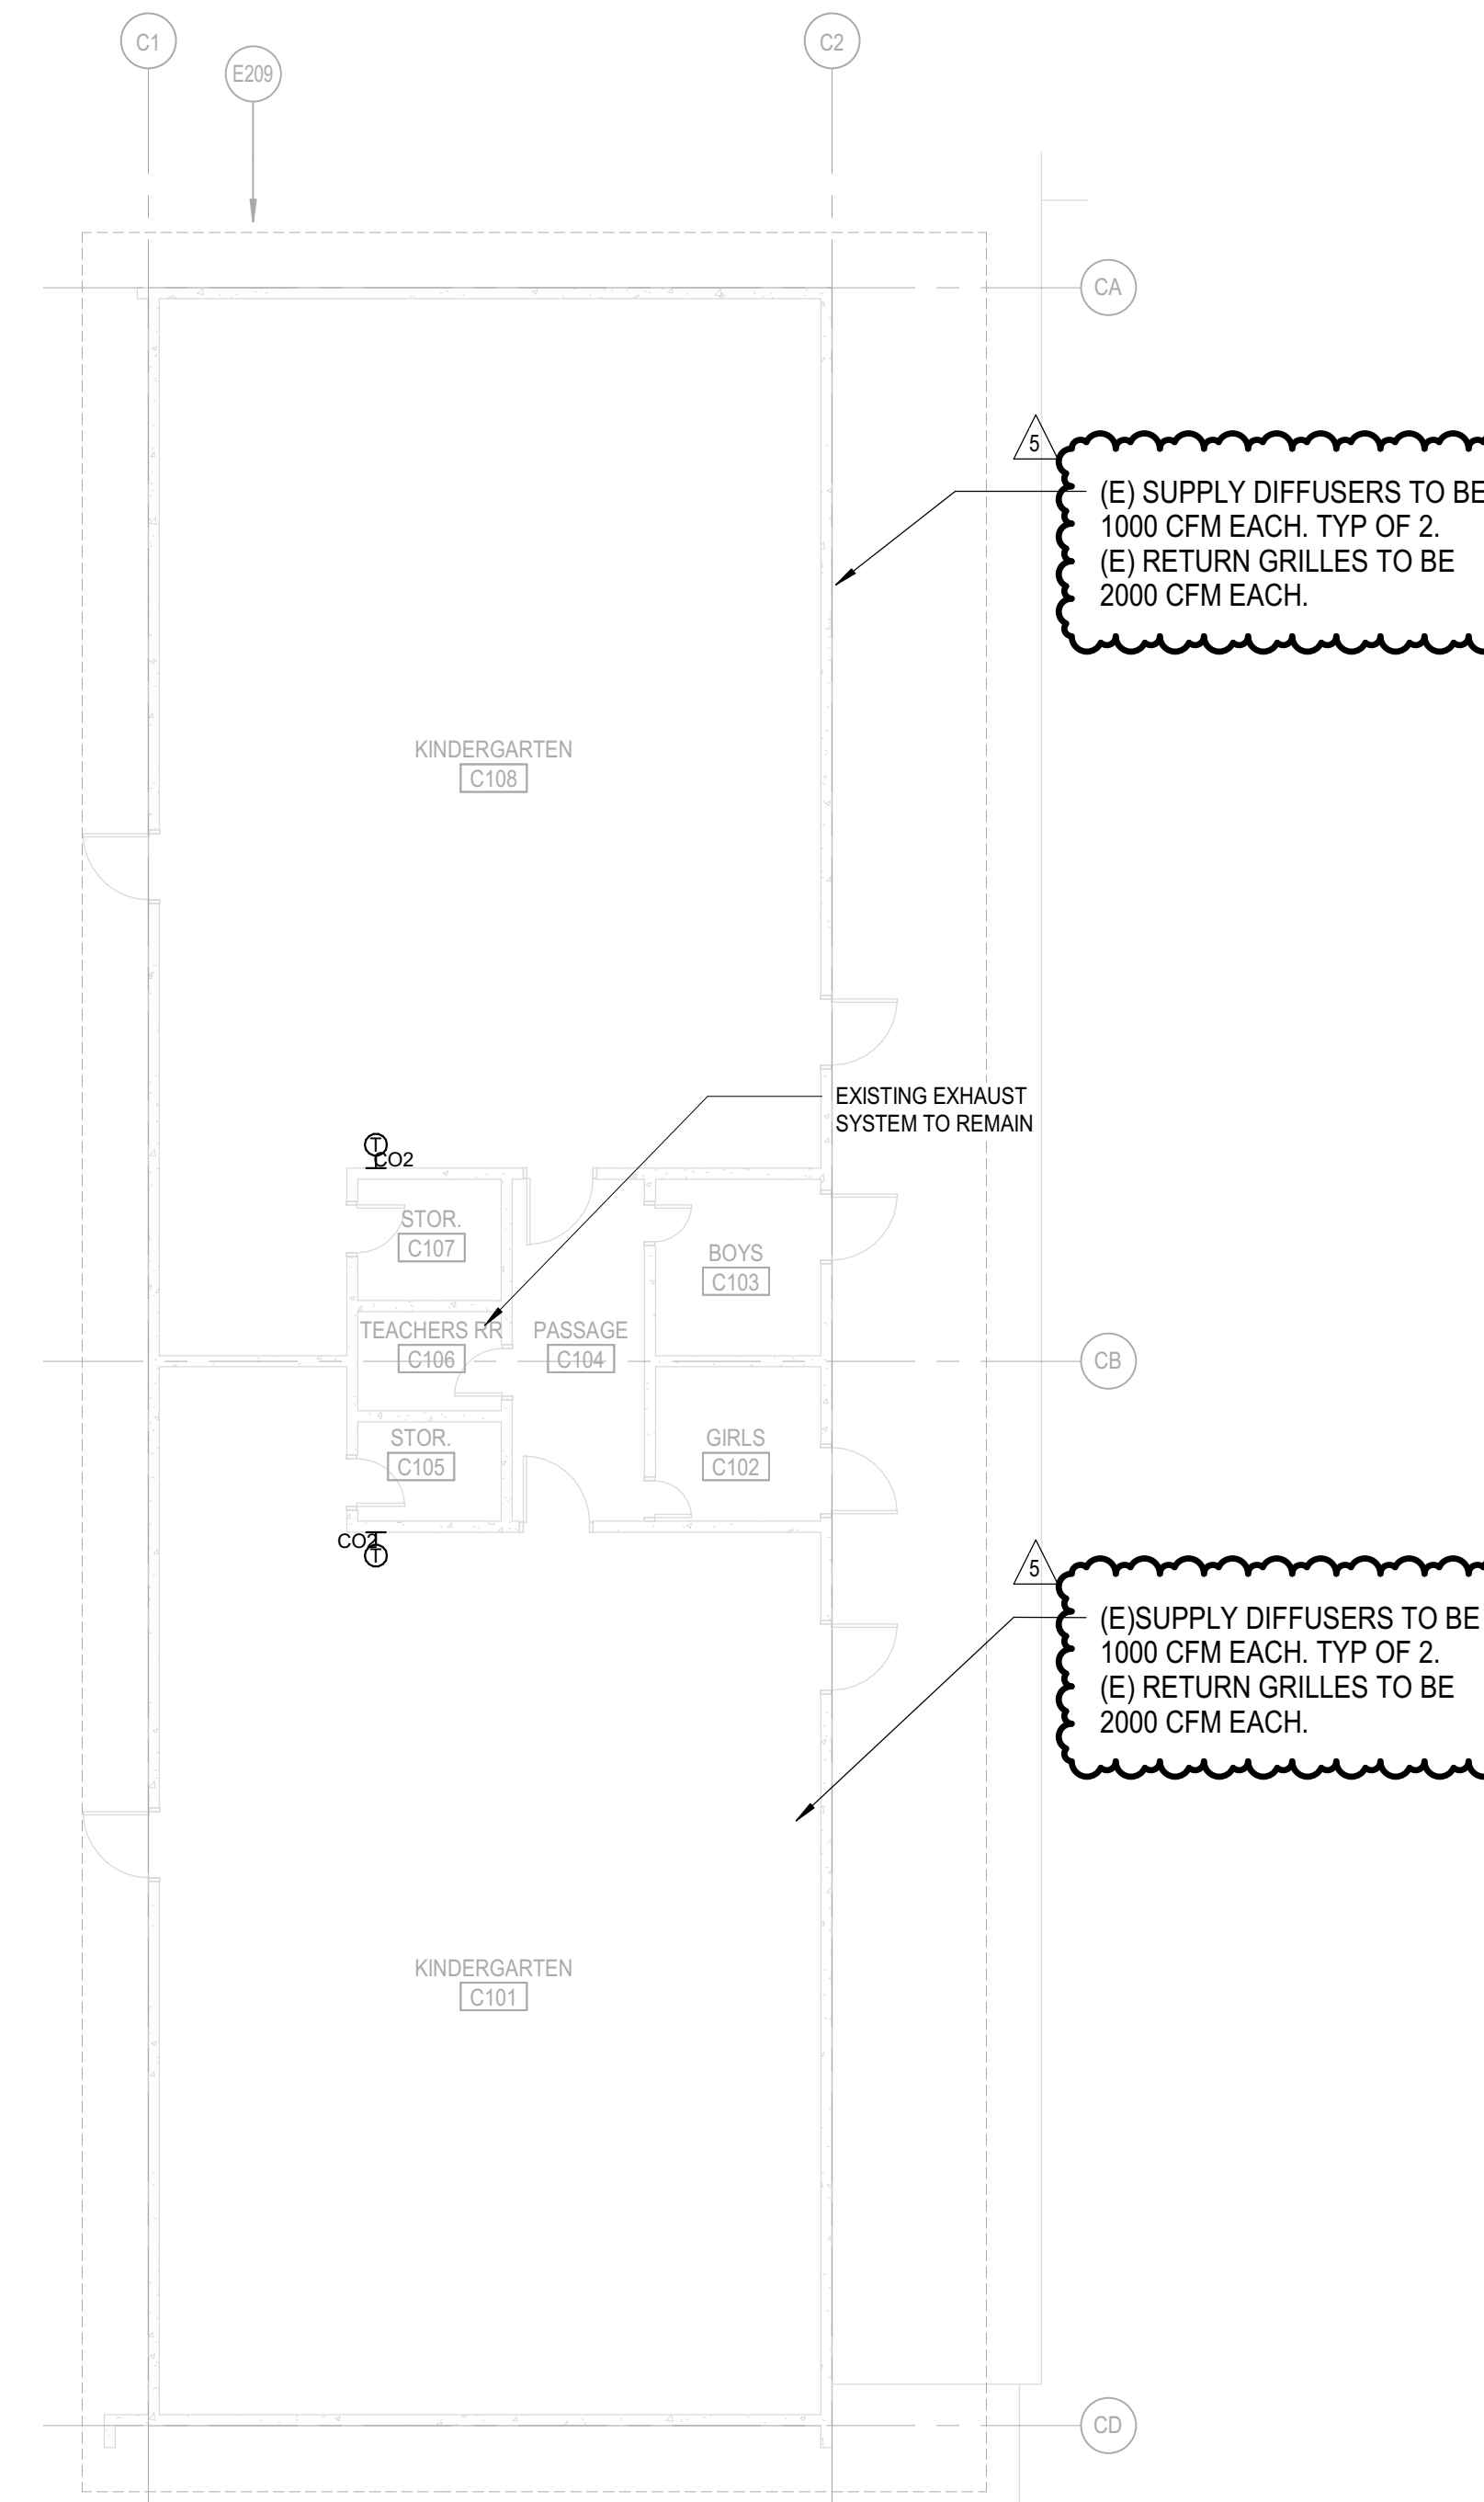 C1
C2
E209
CA
5
(E) SUPPLY DIFFUSERS TO BE
1000 CFM EACH. TYP OF 2.
(E) RETURN GRILLES TO BE
2000 CFM EACH.
KINDERGARTEN
C108
EXISTING EXHAUST
SYSTEM TO REMAIN
T
CO2
STOR.
C107
BOYS
C103
TEACHERS RR
C106
PASSAGE
C104
CB
STOR.
C105
GIRLS
C102
CO2
T
5
(E)SUPPLY DIFFUSERS TO BE
1000 CFM EACH. TYP OF 2.
(E) RETURN GRILLES TO BE
2000 CFM EACH.
KINDERGARTEN
C101
CD